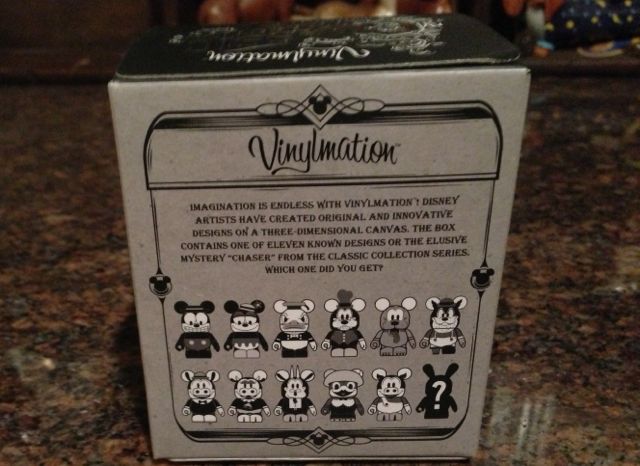 Vinylmation
Vinylmation™
IMAGINATION IS ENDLESS WITH VINYLMATION™! DISNEY
ARTISTS HAVE CREATED ORIGINAL AND INNOVATIVE
DESIGNS ON A THREE-DIMENSIONAL CANVAS. THE BOX
CONTAINS ONE OF ELEVEN KNOWN DESIGNS OR THE ELUSIVE
MYSTERY "CHASER" FROM THE CLASSIC COLLECTION SERIES.
WHICH ONE DID YOU GET?
?